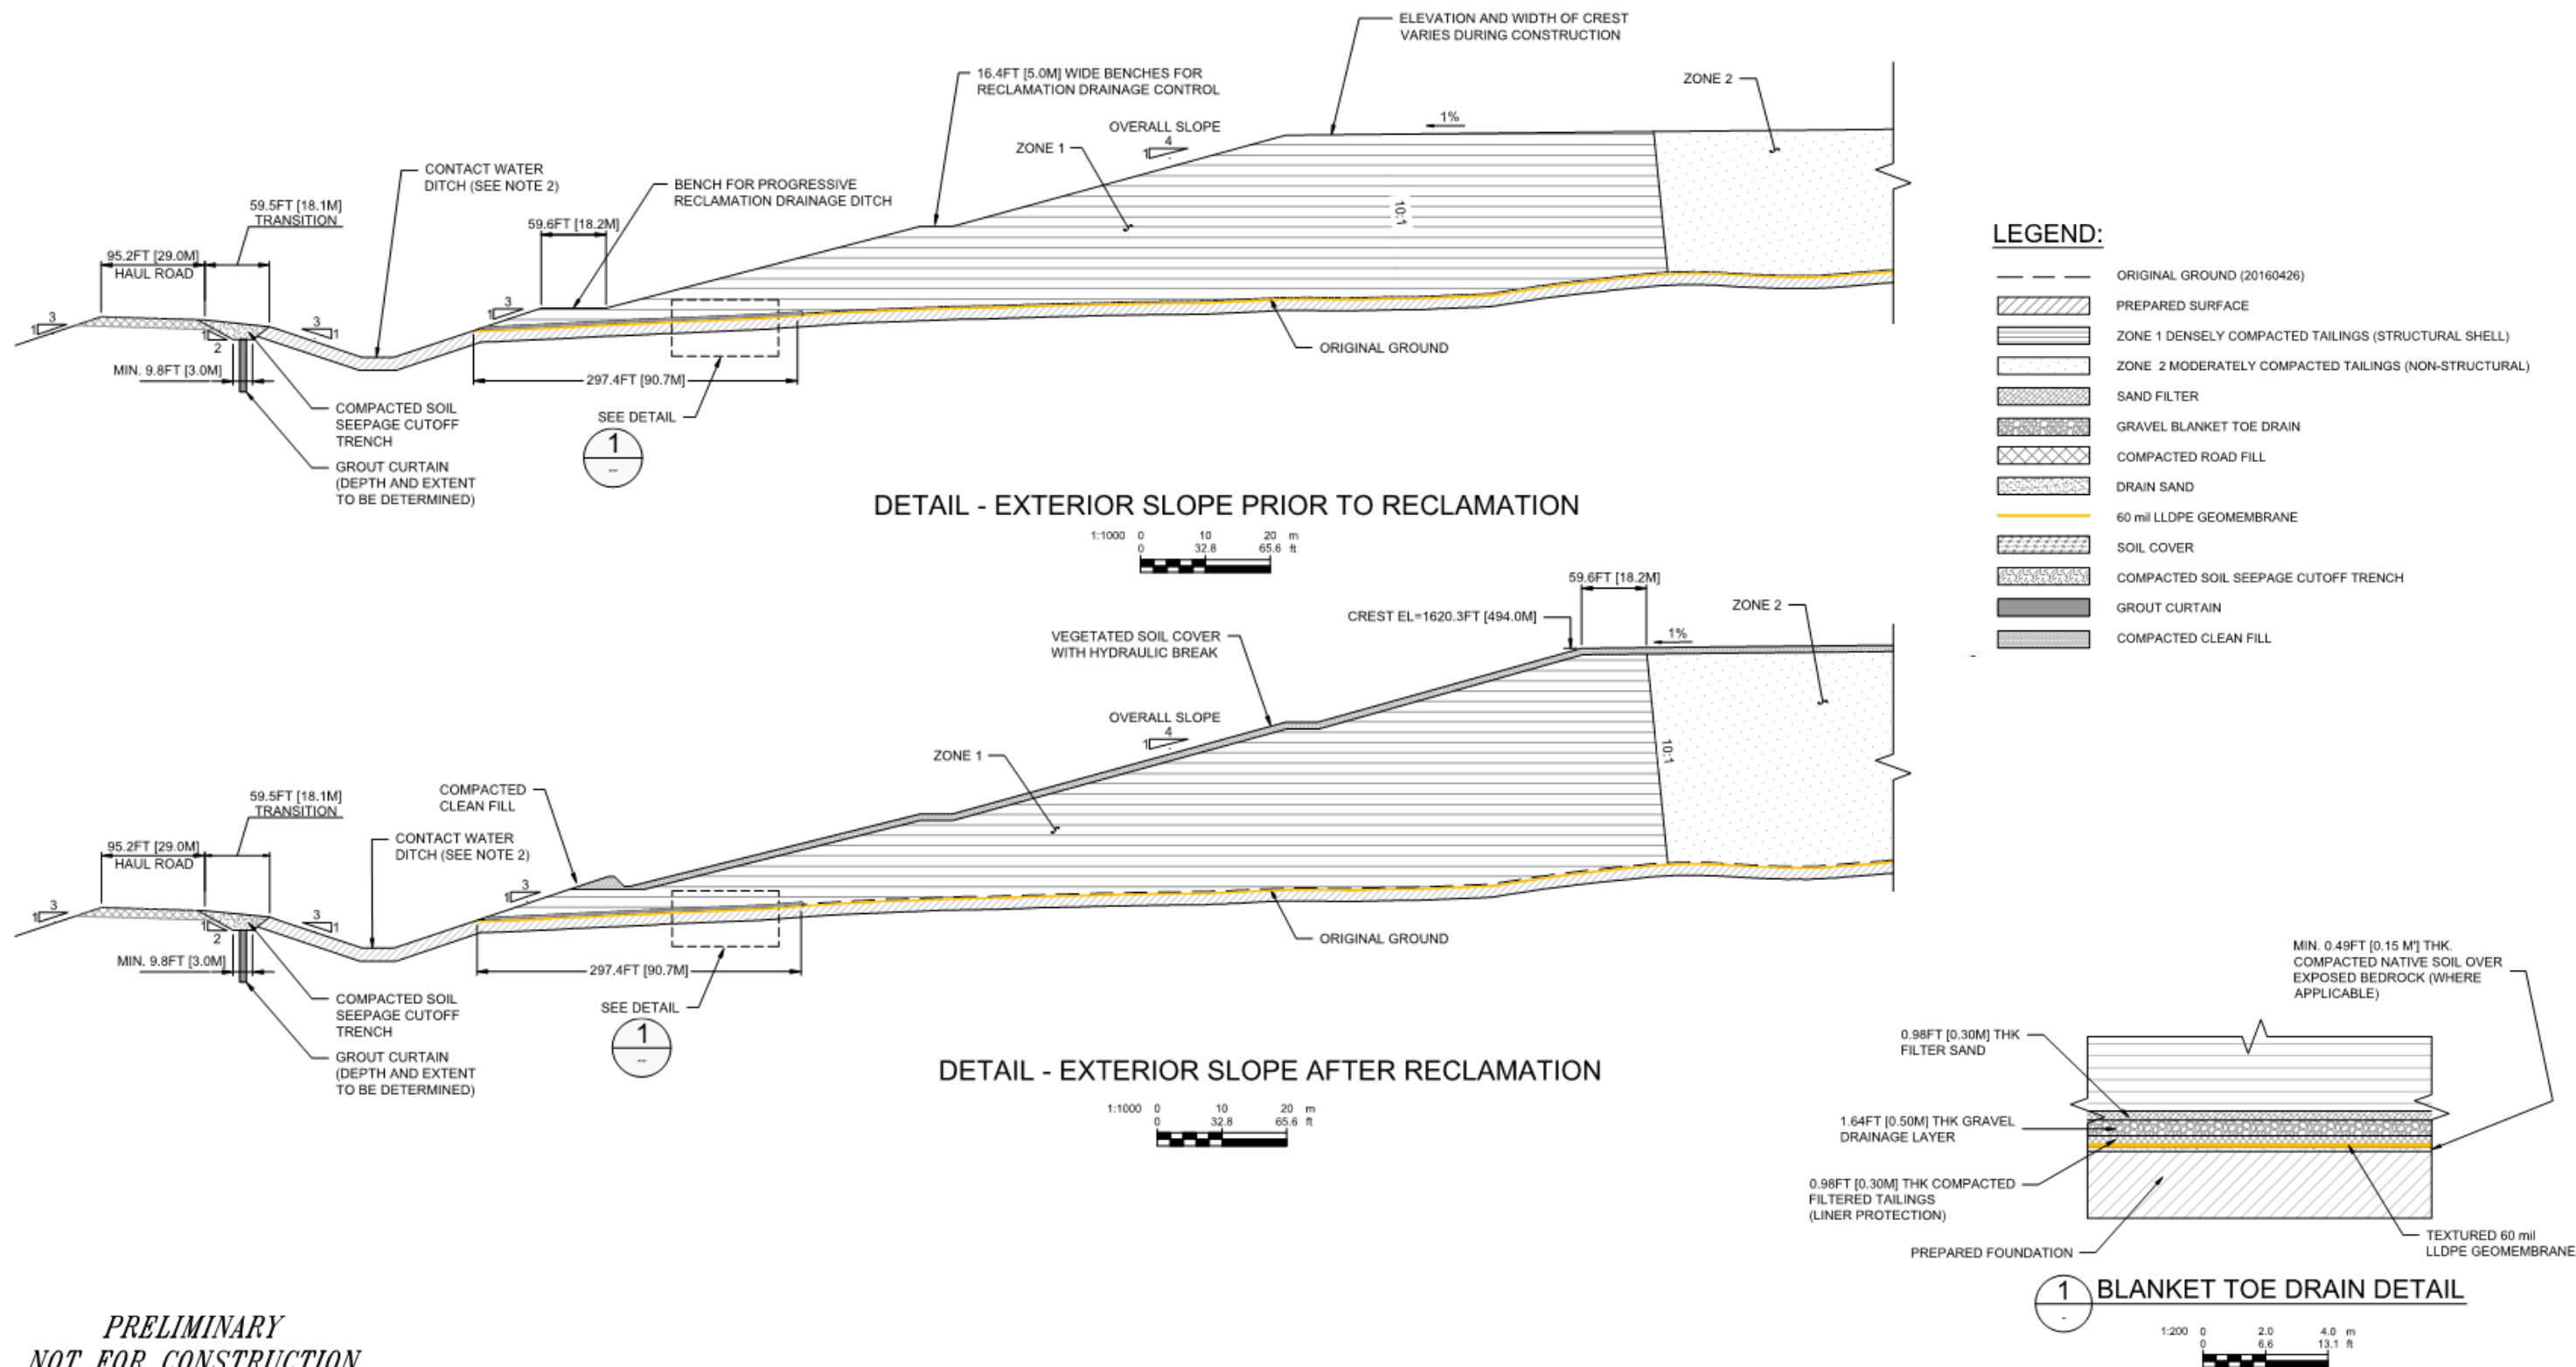 ELEVATION AND WIDTH OF CREST
VARIES DURING CONSTRUCTION
16.4FT [5.0M] WIDE BENCHES FOR
RECLAMATION DRAINAGE CONTROL
ZONE 2
1%
OVERALL SLOPE
4
1
ZONE 1
CONTACT WATER
DITCH (SEE NOTE 2)
BENCH FOR PROGRESSIVE
RECLAMATION DRAINAGE DITCH
59.5FT [18.1M]
TRANSITION
59.6FT [18.2M]
10:1
95.2FT [29.0M]
HAUL ROAD
3
1
3
1
3
1
1
2
MIN. 9.8FT [3.0M]
297.4FT [90.7M]
ORIGINAL GROUND
COMPACTED SOIL
SEEPAGE CUTOFF
TRENCH
SEE DETAIL
1
--
GROUT CURTAIN
(DEPTH AND EXTENT
TO BE DETERMINED)
DETAIL - EXTERIOR SLOPE PRIOR TO RECLAMATION
1:1000 0 10 20 m
0 32.8 65.6 ft
LEGEND:
ORIGINAL GROUND (20160426)
PREPARED SURFACE
ZONE 1 DENSELY COMPACTED TAILINGS (STRUCTURAL SHELL)
ZONE 2 MODERATELY COMPACTED TAILINGS (NON-STRUCTURAL)
SAND FILTER
GRAVEL BLANKET TOE DRAIN
COMPACTED ROAD FILL
DRAIN SAND
60 mil LLDPE GEOMEMBRANE
SOIL COVER
COMPACTED SOIL SEEPAGE CUTOFF TRENCH
GROUT CURTAIN
COMPACTED CLEAN FILL
59.6FT [18.2M]
CREST EL=1620.3FT [494.0M]
ZONE 2
1%
VEGETATED SOIL COVER
WITH HYDRAULIC BREAK
OVERALL SLOPE
4
1
ZONE 1
10:1
COMPACTED
CLEAN FILL
59.5FT [18.1M]
TRANSITION
CONTACT WATER
DITCH (SEE NOTE 2)
95.2FT [29.0M]
HAUL ROAD
3
1
3
1
3
1
1
2
MIN. 9.8FT [3.0M]
297.4FT [90.7M]
ORIGINAL GROUND
COMPACTED SOIL
SEEPAGE CUTOFF
TRENCH
SEE DETAIL
1
--
GROUT CURTAIN
(DEPTH AND EXTENT
TO BE DETERMINED)
DETAIL - EXTERIOR SLOPE AFTER RECLAMATION
1:1000 0 10 20 m
0 32.8 65.6 ft
MIN. 0.49FT [0.15 M'] THK.
COMPACTED NATIVE SOIL OVER
EXPOSED BEDROCK (WHERE
APPLICABLE)
0.98FT [0.30M] THK
FILTER SAND
1.64FT [0.50M] THK GRAVEL
DRAINAGE LAYER
0.98FT [0.30M] THK COMPACTED
FILTERED TAILINGS
(LINER PROTECTION)
PREPARED FOUNDATION
TEXTURED 60 mil
LLDPE GEOMEMBRANE
1
-
BLANKET TOE DRAIN DETAIL
1:200 0 2.0 4.0 m
0 6.6 13.1 ft
PRELIMINARY
NOT FOR CONSTRUCTION